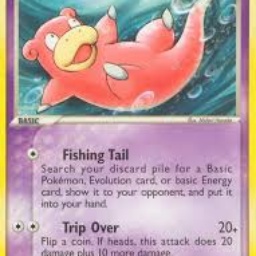 BASIC
Fishing Tail
Search your discard pile for a Basic
Pokémon, Evolution card, or basic Energy
card, show it to your opponent, and put it
into your hand.
Trip Over 20+
Flip a coin. If heads, this attack does 20
damage plus 10 more damage.